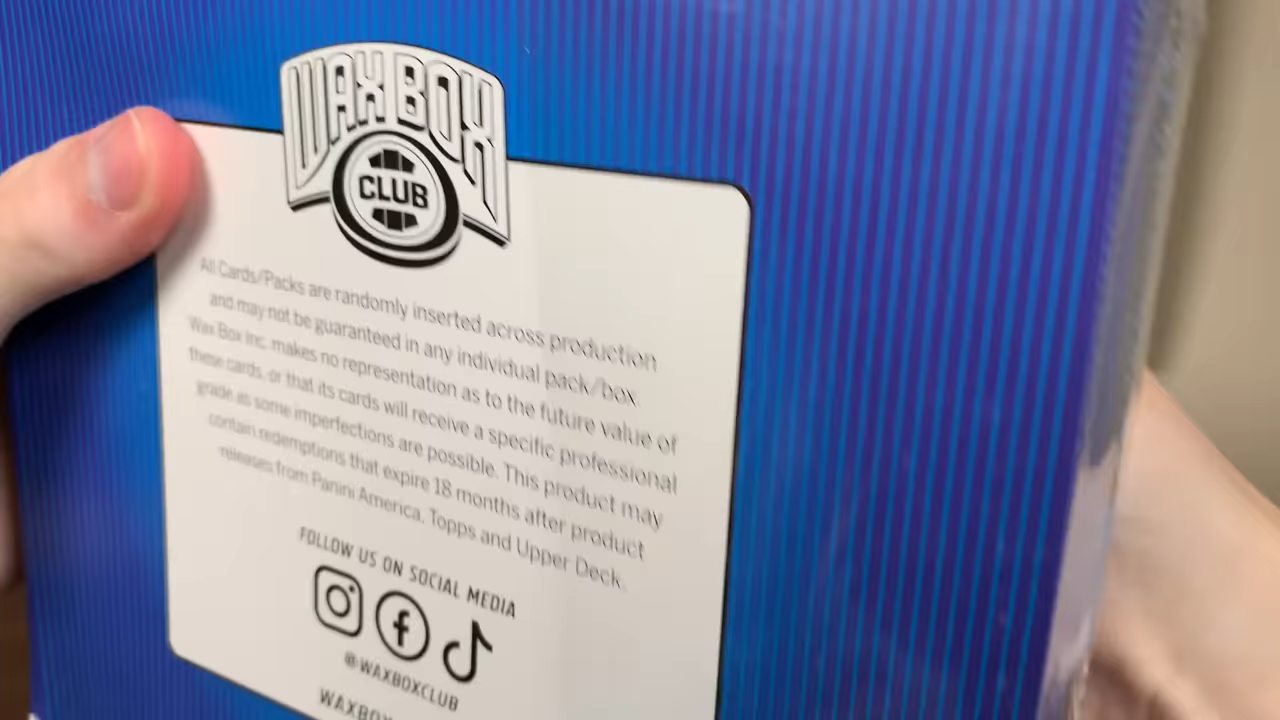 WAX BOX
CLUB
All Cards/Packs are randomly inserted across production
and may not be guaranteed in any individual pack/box.
Wax Box Inc. makes no representation as to the future value of
these cards, or that its cards will receive a specific professional
grade as some imperfections are possible. This product may
contain redemptions that expire 18 months after product
releases from Panini America, Topps and Upper Deck.
FOLLOW US ON SOCIAL MEDIA
@WAXBOXCLUB